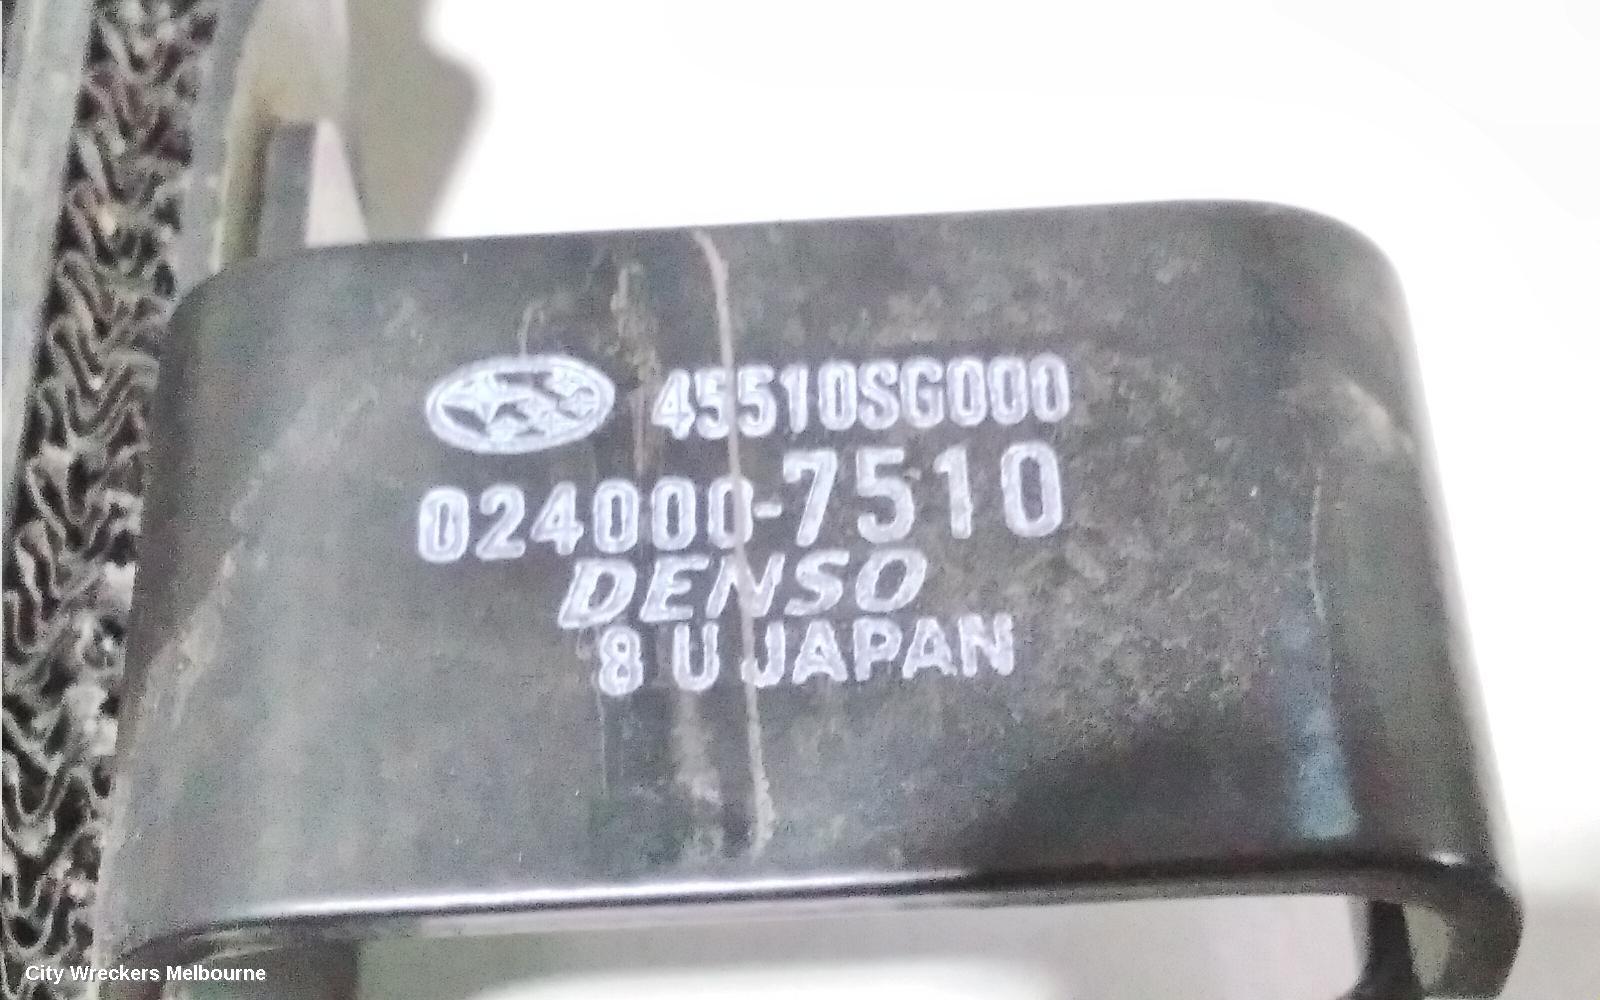 45510SG000
024000-7510
DENSO
8 U JAPAN
City Wreckers Melbourne